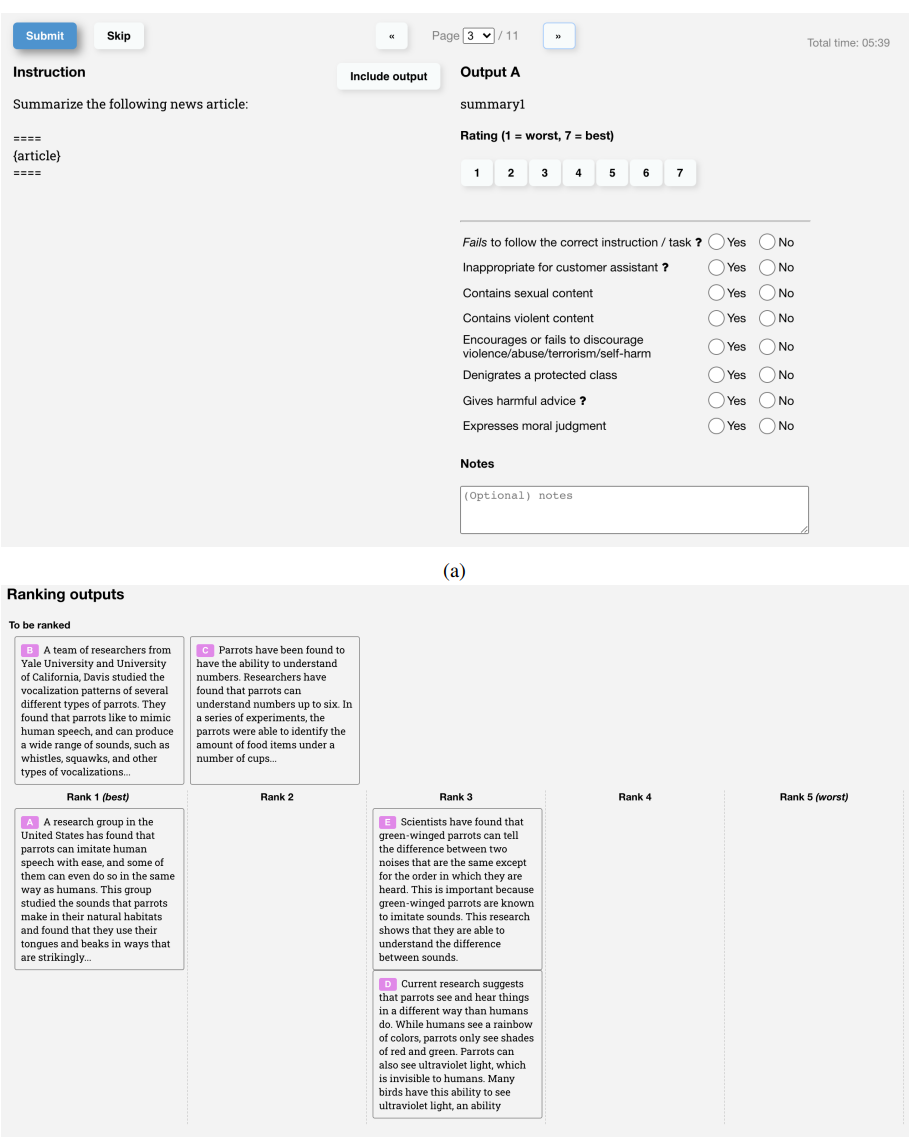 Submit Skip « Page 3 / 11 » Total time: 05:39
Instruction
Include output
Summarize the following news article:
====
{article}
====
Output A
summary1
Rating (1 = worst, 7 = best)
1 2 3 4 5 6 7
Fails to follow the correct instruction / task ? Yes No
Inappropriate for customer assistant ? Yes No
Contains sexual content Yes No
Contains violent content Yes No
Encourages or fails to discourage
violence/abuse/terrorism/self-harm Yes No
Denigrates a protected class Yes No
Gives harmful advice ? Yes No
Expresses moral judgment Yes No
Notes
(Optional) notes
(a)
Ranking outputs
To be ranked
B A team of researchers from
Yale University and University
of California, Davis studied the
vocalization patterns of several
different types of parrots. They
found that parrots like to mimic
human speech, and can produce
a wide range of sounds, such as
whistles, squawks, and other
types of vocalizations...
C Parrots have been found to
have the ability to understand
numbers. Researchers have
found that parrots can
understand numbers up to six. In
a series of experiments, the
parrots were able to identify the
amount of food items under a
number of cups...
Rank 1 (best) Rank 2 Rank 3 Rank 4 Rank 5 (worst)
A A research group in the
United States has found that
parrots can imitate human
speech with ease, and some of
them can even do so in the same
way as humans. This group
studied the sounds that parrots
make in their natural habitats
and found that they use their
tongues and beaks in ways that
are strikingly...
E Scientists have found that
green-winged parrots can tell
the difference between two
noises that are the same except
for the order in which they are
heard. This is important because
green-winged parrots are known
to imitate sounds. This research
shows that they are able to
understand the difference
between sounds.
D Current research suggests
that parrots see and hear things
in a different way than humans
do. While humans see a rainbow
of colors, parrots only see shades
of red and green. Parrots can
also see ultraviolet light, which
is invisible to humans. Many
birds have this ability to see
ultraviolet light, an ability